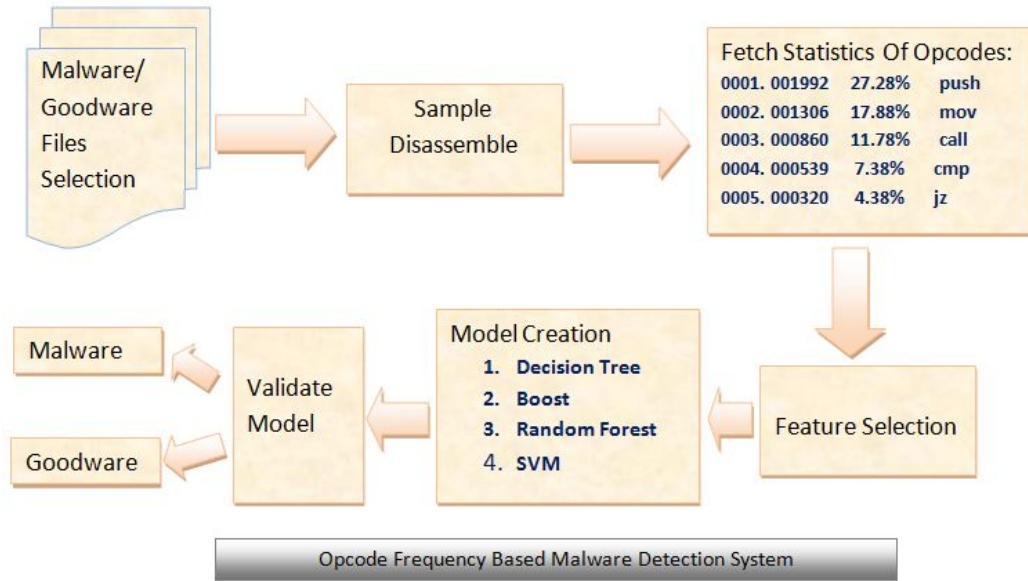 Malware/
Goodware
Files
Selection
Sample
Disassemble
Fetch Statistics Of Opcodes:
0001. 001992 27.28% push
0002. 001306 17.88% mov
0003. 000860 11.78% call
0004. 000539 7.38% cmp
0005. 000320 4.38% jz
Feature Selection
Model Creation
1. Decision Tree
2. Boost
3. Random Forest
4. SVM
Validate
Model
Malware
Goodware
Opcode Frequency Based Malware Detection System